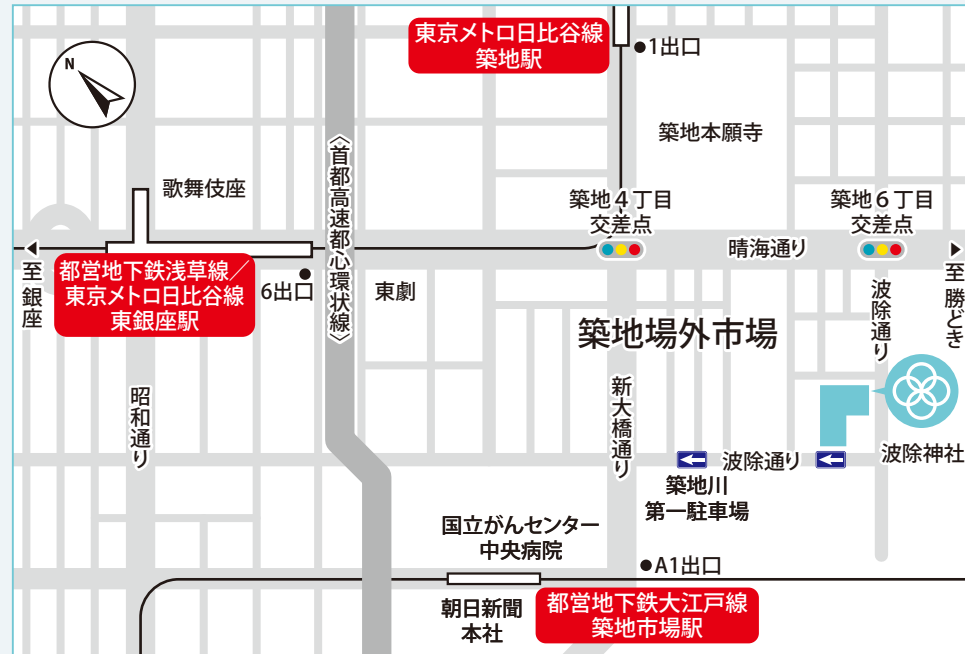 東京メトロ日比谷線
築地駅
1出口
N
築地本願寺
〈首都高速都心環状線〉
歌舞伎座
築地4丁目
交差点
築地6丁目
交差点
晴海通り
至 銀座
都営地下鉄浅草線／
東京メトロ日比谷線
東銀座駅
6出口
東劇
至 勝どき
波除通り
築地場外市場
昭和通り
新大橋通り
波除神社
波除通り
築地川
第一駐車場
国立がんセンター
中央病院
A1出口
朝日新聞
本社
都営地下鉄大江戸線
築地市場駅